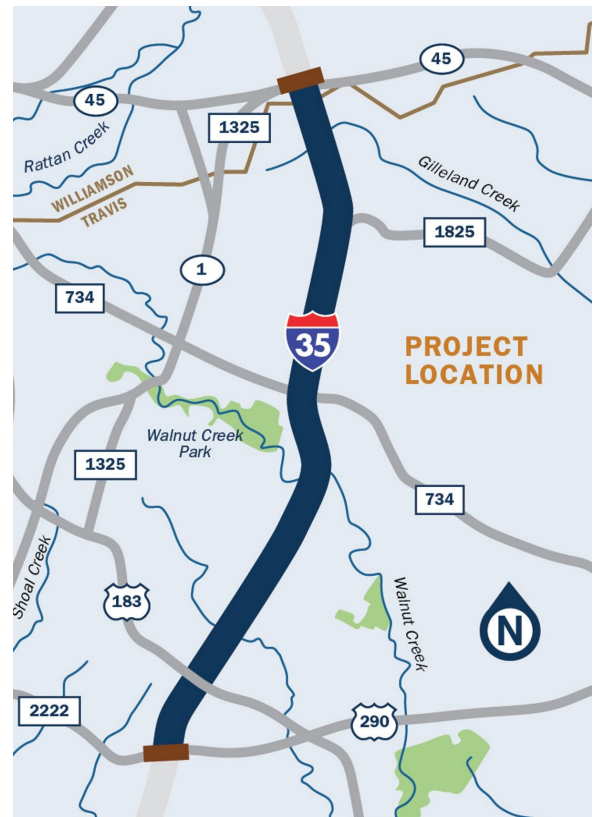 45
45
1325
Rattan Creek
Gilleland Creek
WILLIAMSON
TRAVIS
1825
1
734
35
PROJECT
LOCATION
Walnut Creek
Park
1325
734
Shoal Creek
183
Walnut Creek
N
2222
290